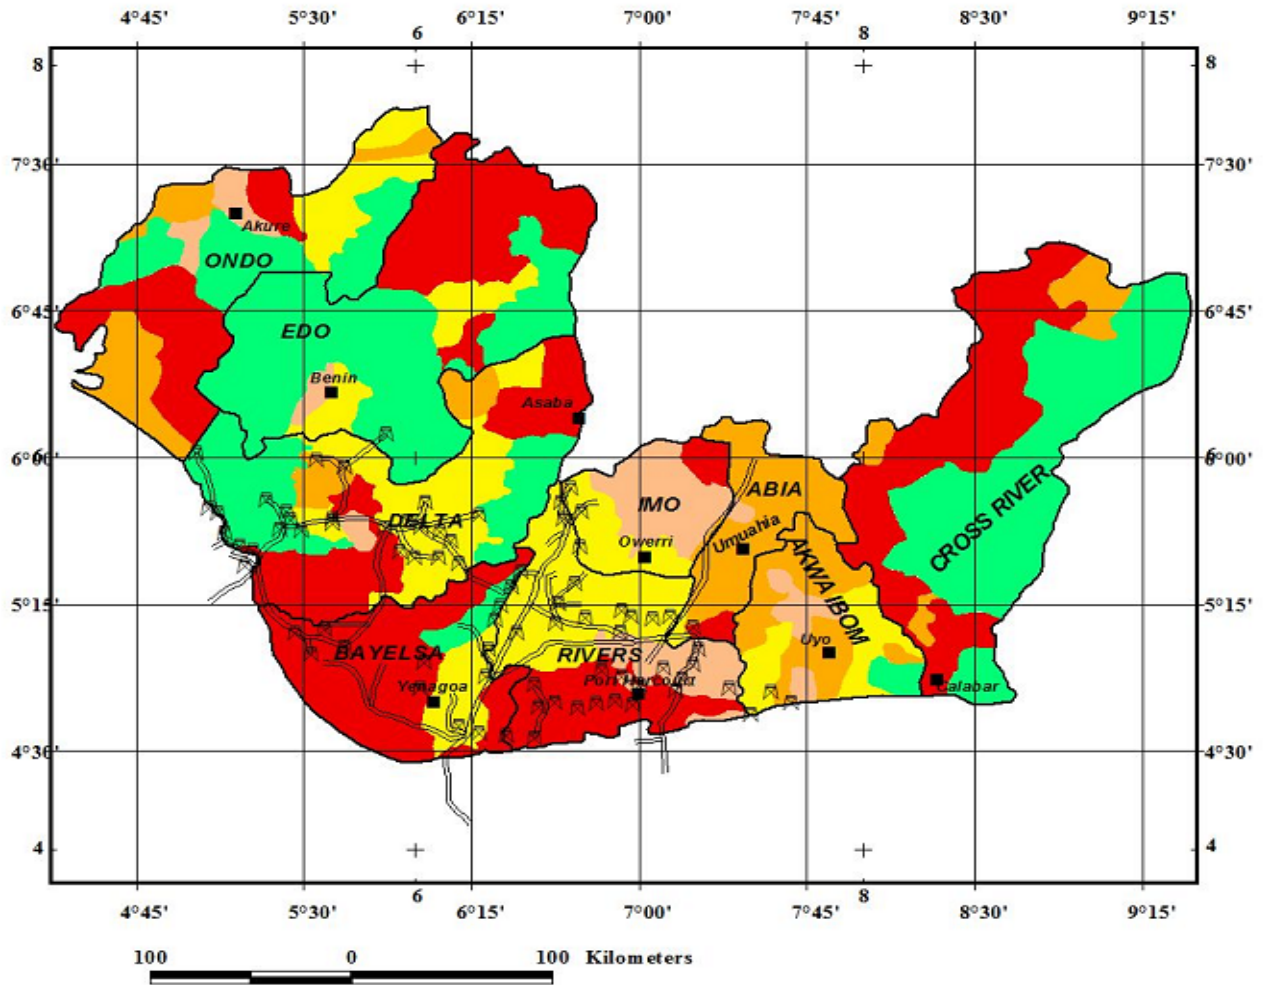 4°45' 5°30' 6°15' 7°00' 7°45' 8°30' 9°15'
6 8
8 8
7°30' 7°30'
Akure
ONDO
6°45' 6°45'
EDO
Benin
Asaba
6°00' 6°00'
ABIA
IMO
CROSS RIVER
DELTA
Umuahia
Owerri
AKWA IBOM
5°15' 5°15'
Uyo
BAYELSA
RIVERS
Port Harcourt
Yenagoa
Calabar
4°30' 4°30'
4 4
6 8
4°45' 5°30' 6°15' 7°00' 7°45' 8°30' 9°15'
100 0 100 Kilometers